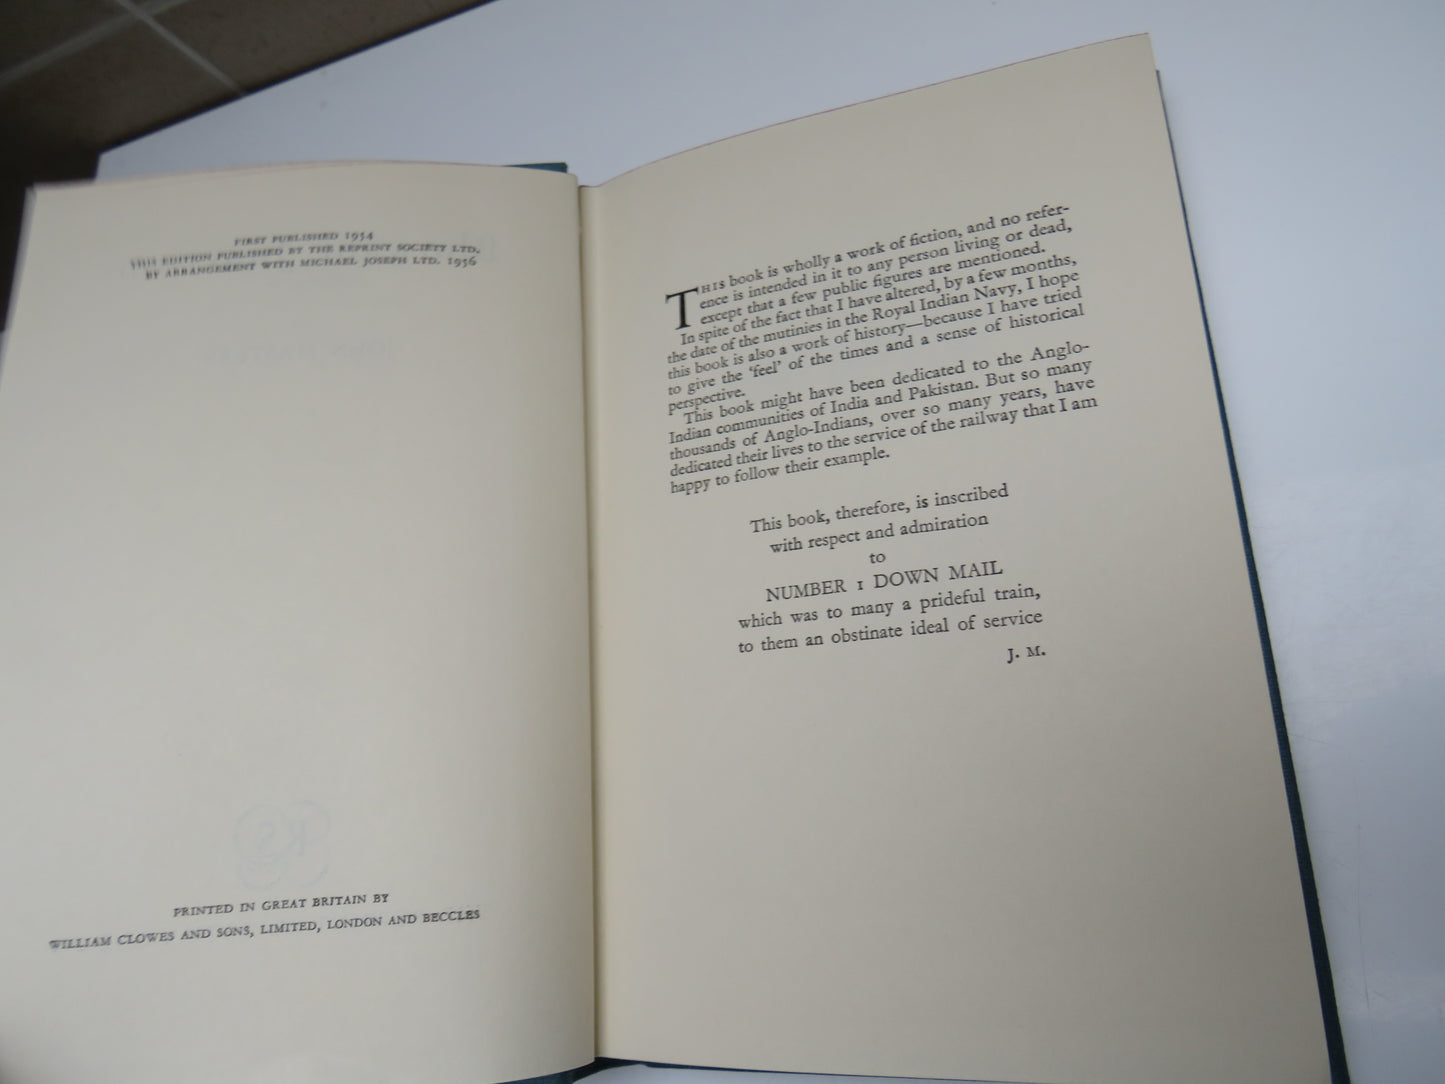 FIRST PUBLISHED 1954
THIS EDITION PUBLISHED BY THE REPRINT SOCIETY LTD.
BY ARRANGEMENT WITH MICHAEL JOSEPH LTD. 1956
PRINTED IN GREAT BRITAIN BY
WILLIAM CLOWES AND SONS, LIMITED, LONDON AND BECCLES
THIS book is wholly a work of fiction, and no refer-
ence is intended in it to any person living or dead,
except that a few public figures are mentioned.
In spite of the fact that I have altered, by a few months,
the date of the mutinies in the Royal Indian Navy, I hope
this book is also a work of history—because I have tried
to give the 'feel' of the times and a sense of historical
perspective.
This book might have been dedicated to the Anglo-
Indian communities of India and Pakistan. But so many
thousands of Anglo-Indians, over so many years, have
dedicated their lives to the service of the railway that I am
happy to follow their example.
This book, therefore, is inscribed
with respect and admiration
to
NUMBER 1 DOWN MAIL
which was to many a prideful train,
to them an obstinate ideal of service
J. M.